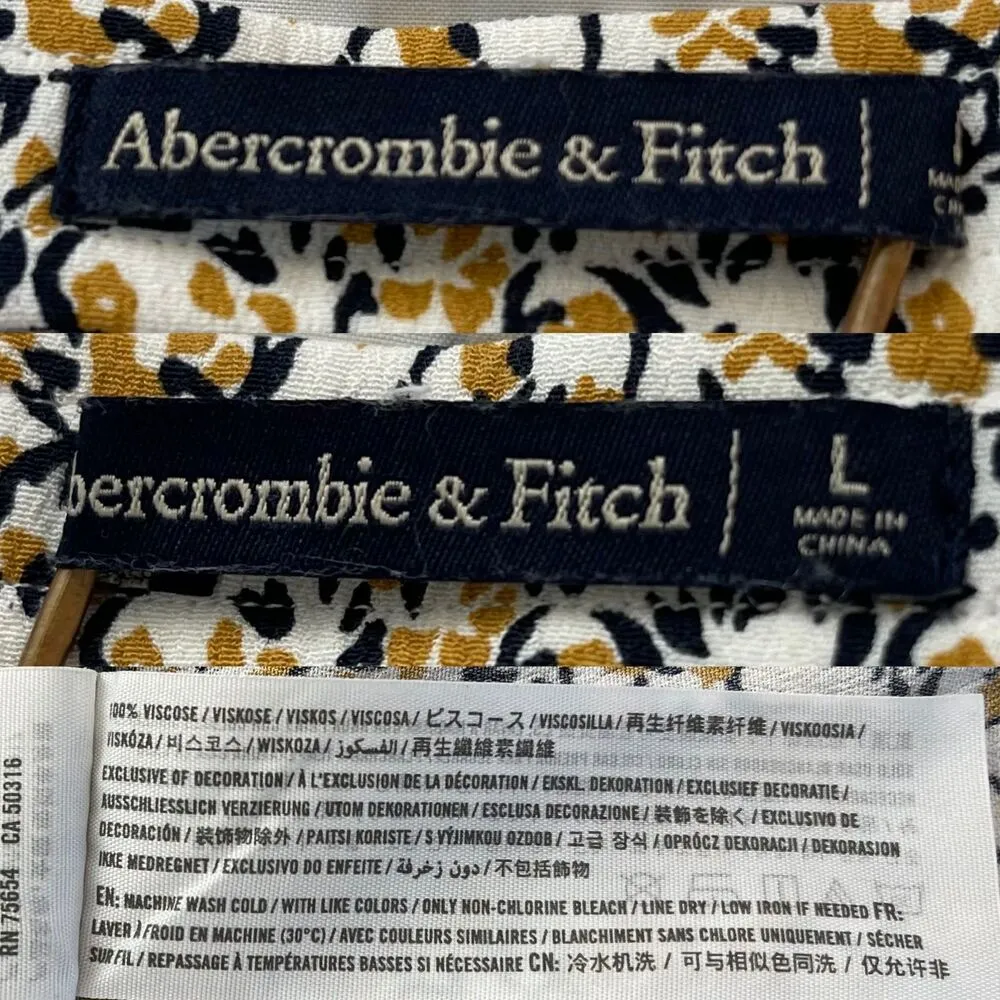 Abercrombie & Fitch
bercrombie & Fitch
L
MADE IN
CHINA
100% VISCOSE / VISKOSE / VISKOS / VISCOSA / ビスコース / VISCOSILLA / 再生纤维素纤维 / VISKOOSIA /
VISKÓZA / 비스코스 / WISKOZA / الفسكوز / 再生纖維素纖維
EXCLUSIVE OF DECORATION / À L'EXCLUSION DE LA DÉCORATION / EKSKL. DEKORATION / EXCLUSIEF DECORATIE /
AUSSCHLIESSLICH VERZIERUNG / UTOM DEKORATIONEN / ESCLUSA DECORAZIONE / 装飾を除く / EXCLUSIVO DE
DECORACIÓN / 装饰物除外 / PAITSI KORISTE / S VÝJIMKOU OZDOB / 고급 장식 / OPRÓCZ DEKORACJI / DEKORASJON
IKKE MEDREGNET / EXCLUSIVO DO ENFEITE / دون زخرفة / 不包括飾物
EN: MACHINE WASH COLD / WITH LIKE COLORS / ONLY NON-CHLORINE BLEACH / LINE DRY / LOW IRON IF NEEDED FR:
LAVER À FROID EN MACHINE (30°C) / AVEC COULEURS SIMILAIRES / BLANCHIMENT SANS CHLORE UNIQUEMENT / SÉCHER
SUR FIL / REPASSAGE À TEMPÉRATURES BASSES SI NÉCESSAIRE CN: 冷水机洗 / 可与相似色同洗 / 仅允许非
RN 75654 CA 50316